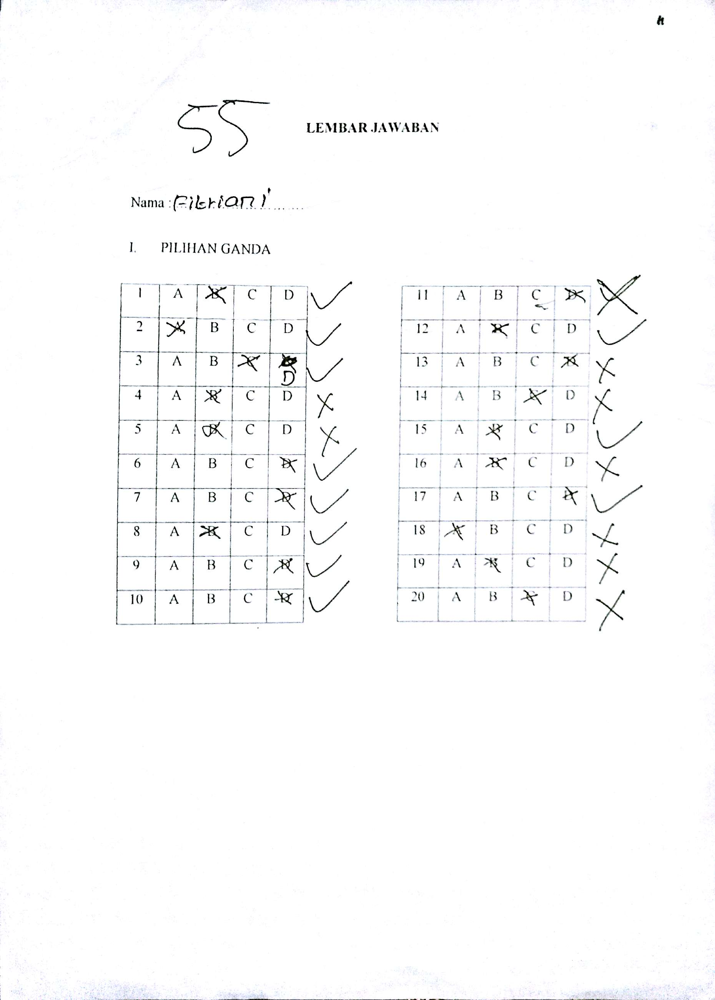 55
LEMBAR JAWABAN
Nama : Fitriani
I. PILIHAN GANDA
1 A B C D
2 A B C D
3 A B C D
D
4 A B C D
5 A B C D
6 A B C D
7 A B C D
8 A B C D
9 A B C D
10 A B C D
11 A B C D
12 A B C D
13 A B C D
14 A B C D
15 A B C D
16 A B C D
17 A B C D
18 A B C D
19 A B C D
20 A B C D